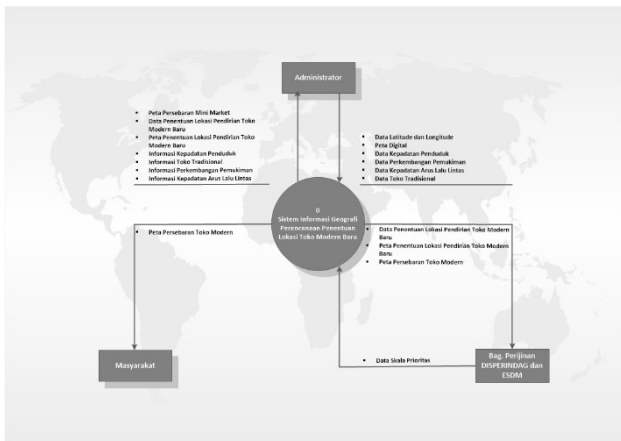 Administrator
• Peta Persebaran Mini Market
• Data Penentuan Lokasi Pendirian Toko
Modern Baru
• Peta Penentuan Lokasi Pendirian Toko
Modern Baru
• Informasi Kepadatan Penduduk
• Informasi Toko Tradisional
• Informasi Perkembangan Pemukiman
• Informasi Kepadatan Arus Lalu Lintas
• Data Latitude dan Longitude
• Peta Digital
• Data Kepadatan Penduduk
• Data Perkembangan Pemukiman
• Data Kepadatan Arus Lalu Lintas
• Data Toko Tradisional
0
Sistem Informasi Geografi
Perencanaan Penentuan
Lokasi Toko Modern Baru
• Peta Persebaran Toko Modern
• Data Penentuan Lokasi Pendirian Toko Modern
Baru
• Peta Penentuan Lokasi Pendirian Toko Modern
Baru
• Peta Persebaran Toko Modern
Masyarakat
• Data Skala Prioritas
Bag. Perijinan
DISPERINDAG dan
ESDM